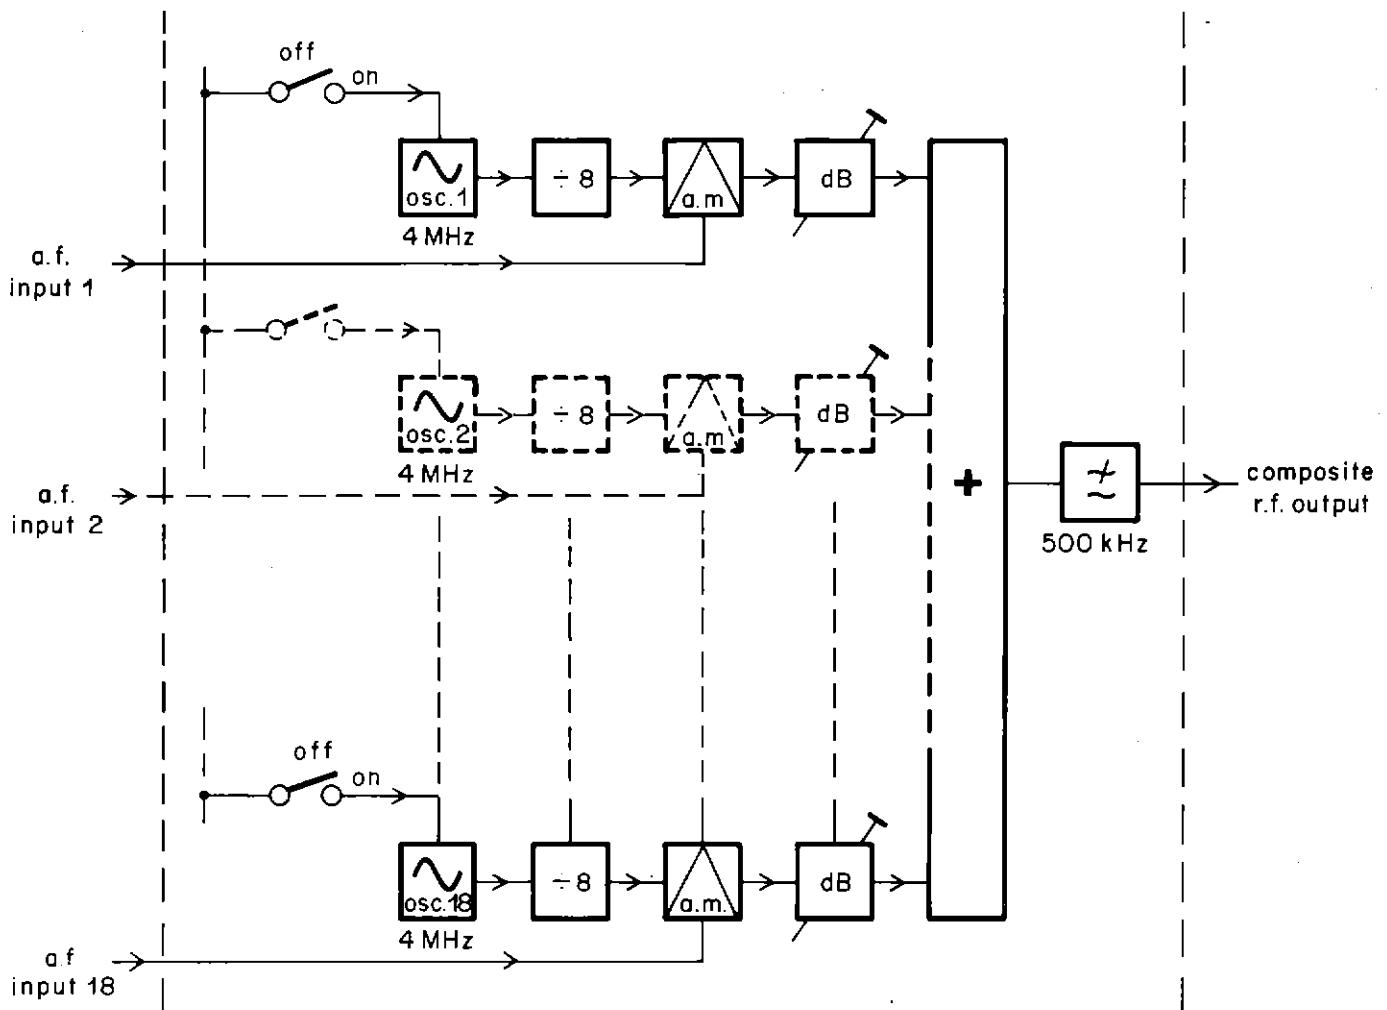 off
on
osc.1
÷8
a.m
dB
4 MHz
a.f.
input 1
osc.2
÷8
a.m
dB
4 MHz
a.f.
input 2
+
composite
r.f. output
500 kHz
off
on
osc.18
÷8
a.m.
dB
4 MHz
a.f
input 18